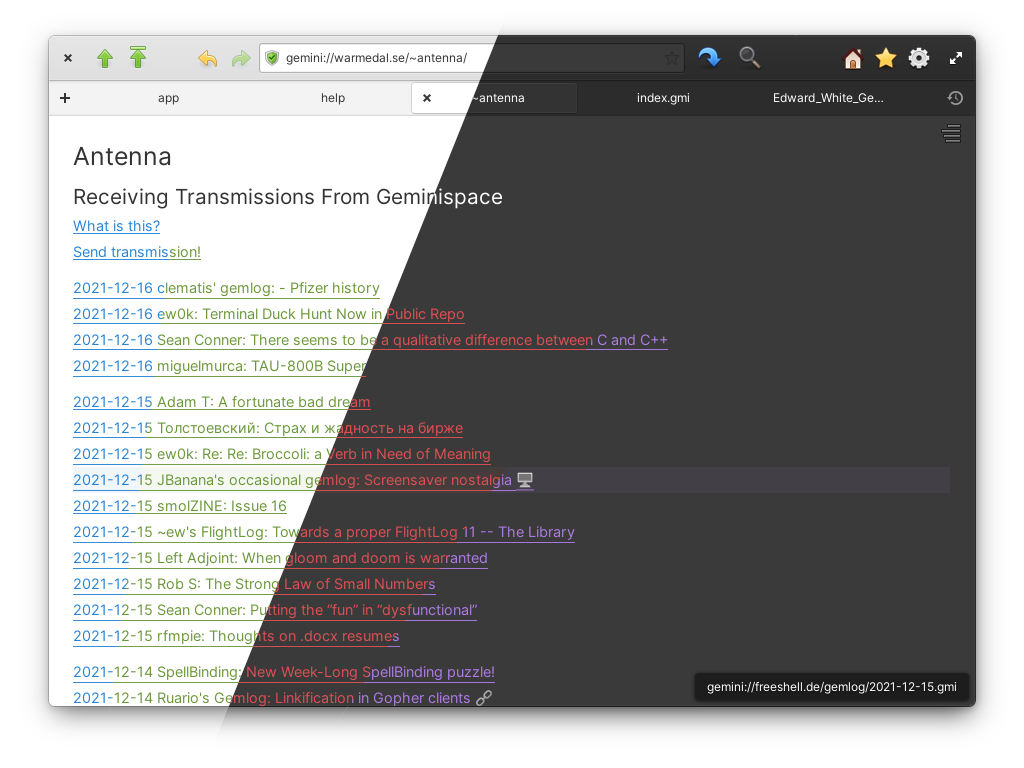 gemini://warmedal.se/~antenna/
app help ~antenna index.gmi Edward_White_Ge...
Antenna
Receiving Transmissions From Geminispace
What is this?
Send transmission!
2021-12-16 clematis' gemlog: - Pfizer history
2021-12-16 ew0k: Terminal Duck Hunt Now in Public Repo
2021-12-16 Sean Conner: There seems to be a qualitative difference between C and C++
2021-12-16 miguelmurca: TAU-800B Super
2021-12-15 Adam T: A fortunate bad dream
2021-12-15 Толстоевский: Страх и жадность на бирже
2021-12-15 ew0k: Re: Re: Broccoli: a Verb in Need of Meaning
2021-12-15 JBanana's occasional gemlog: Screensaver nostalgia 🖥️
2021-12-15 smolZINE: Issue 16
2021-12-15 ~ew's FlightLog: Towards a proper FlightLog 11 -- The Library
2021-12-15 Left Adjoint: When gloom and doom is warranted
2021-12-15 Rob S: The Strong Law of Small Numbers
2021-12-15 Sean Conner: Putting the “fun” in “dysfunctional”
2021-12-15 rfmpie: Thoughts on .docx resumes
2021-12-14 SpellBinding: New Week-Long SpellBinding puzzle!
2021-12-14 Ruario's Gemlog: Linkification in Gopher clients 🔗
gemini://freeshell.de/gemlog/2021-12-15.gmi